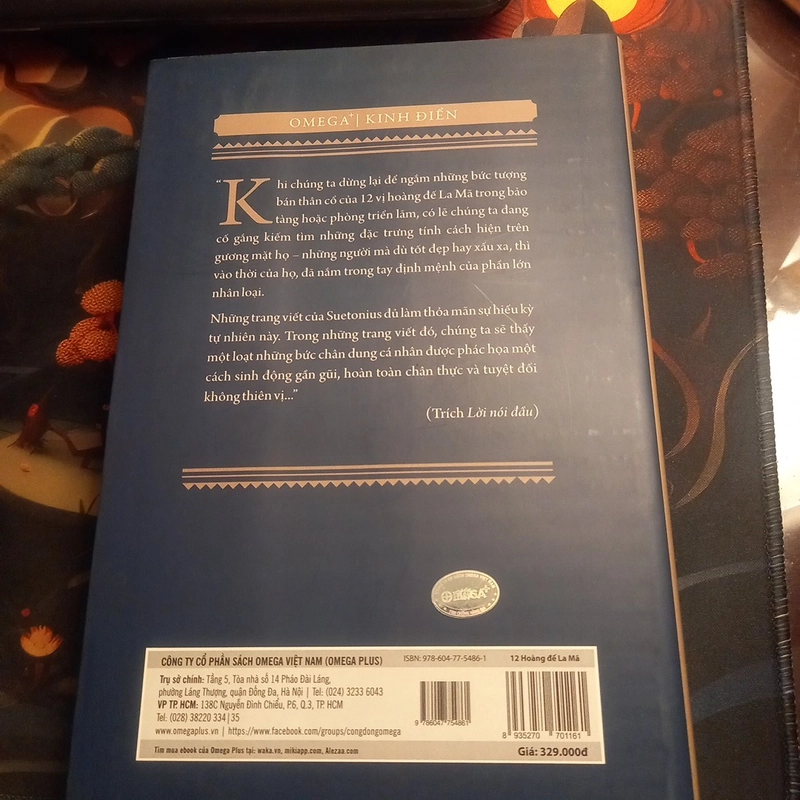 OMEGA+ | KINH ĐIỂN
“Khi chúng ta dừng lại để ngắm những bức tượng
bán thân cổ của 12 vị hoàng đế La Mã trong bảo
tàng hoặc phòng triển lãm, có lẽ chúng ta đang
cố gắng kiếm tìm những đặc trưng tính cách hiện trên
gương mặt họ – những người mà dù tốt đẹp hay xấu xa, thì
vào thời của họ, đã nắm trong tay định mệnh của phần lớn
nhân loại.
Những trang viết của Suetonius đủ làm thỏa mãn sự hiếu kỳ
tự nhiên này. Trong những trang viết đó, chúng ta sẽ thấy
một loạt những bức chân dung cá nhân được phác họa một
cách sinh động gần gũi, hoàn toàn chân thực và tuyệt đối
không thiên vị...”
(Trích Lời nói đầu)
OMEGA+
CÔNG TY CỔ PHẦN SÁCH OMEGA VIỆT NAM (OMEGA PLUS)
ISBN: 978-604-77-5486-1
12 Hoàng đế La Mã
Trụ sở chính: Tầng 5, Tòa nhà số 14 Pháo Đài Láng,
phường Láng Thượng, quận Đống Đa, Hà Nội | Tel: (024) 3233 6043
VP TP. HCM: 138C Nguyễn Đình Chiểu, P.6, Q.3, TP. HCM
Tel: (028) 38220 334 | 35
www.omegaplus.vn | https://www.facebook.com/groups/congdongomega
Tìm mua ebook của Omega Plus tại: waka.vn, mikiapp.com, Alezaa.com
9 786047 754861
8 935270 701161
Giá: 329.000đ